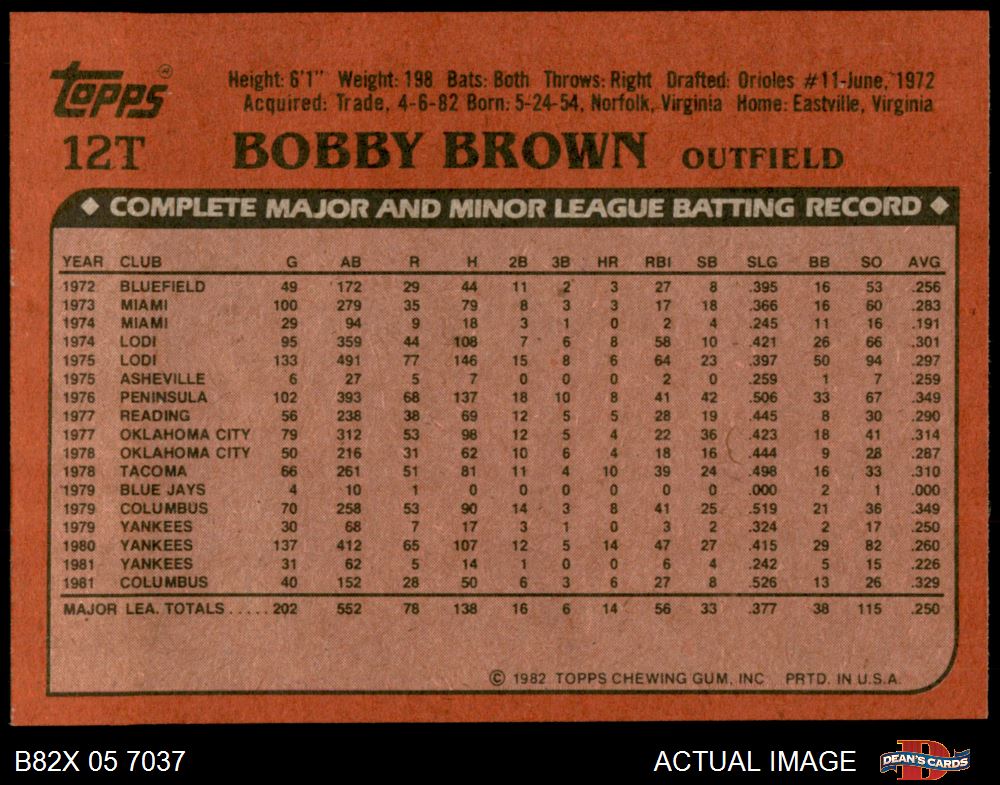 Topps ®
Height: 6'1" Weight: 198 Bats: Both Throws: Right Drafted: Orioles #11-June, 1972
Acquired: Trade, 4-6-82 Born: 5-24-54, Norfolk, Virginia Home: Eastville, Virginia
12T BOBBY BROWN OUTFIELD
◆ COMPLETE MAJOR AND MINOR LEAGUE BATTING RECORD ◆
YEAR CLUB G AB R H 2B 3B HR RBI SB SLG BB SO AVG
1972 BLUEFIELD 49 172 29 44 11 2 3 27 8 .395 16 53 .256
1973 MIAMI 100 279 35 79 8 3 3 17 18 .366 16 60 .283
1974 MIAMI 29 94 9 18 3 1 0 2 4 .245 11 16 .191
1974 LODI 95 359 44 108 7 6 8 58 10 .421 26 66 .301
1975 LODI 133 491 77 146 15 8 6 64 23 .397 50 94 .297
1975 ASHEVILLE 6 27 5 7 0 0 0 2 0 .259 1 7 .259
1976 PENINSULA 102 393 68 137 18 10 8 41 42 .506 33 67 .349
1977 READING 56 238 38 69 12 5 5 28 19 .445 8 30 .290
1977 OKLAHOMA CITY 79 312 53 98 12 5 4 22 36 .423 18 41 .314
1978 OKLAHOMA CITY 50 216 31 62 10 6 4 18 16 .444 9 28 .287
1978 TACOMA 66 261 51 81 11 4 10 39 24 .498 16 33 .310
1979 BLUE JAYS 4 10 1 0 0 0 0 0 0 .000 2 1 .000
1979 COLUMBUS 70 258 53 90 14 3 8 41 25 .519 21 36 .349
1979 YANKEES 30 68 7 17 3 1 0 3 2 .324 2 17 .250
1980 YANKEES 137 412 65 107 12 5 14 47 27 .415 29 82 .260
1981 YANKEES 31 62 5 14 1 0 0 6 4 .242 5 15 .226
1981 COLUMBUS 40 152 28 50 6 3 6 27 8 .526 13 26 .329
MAJOR LEA. TOTALS ..... 202 552 78 138 16 6 14 56 33 .377 38 115 .250
© 1982 TOPPS CHEWING GUM, INC PRTD. IN U.S.A.
B82X 05 7037 ACTUAL IMAGE DEAN'S CARDS